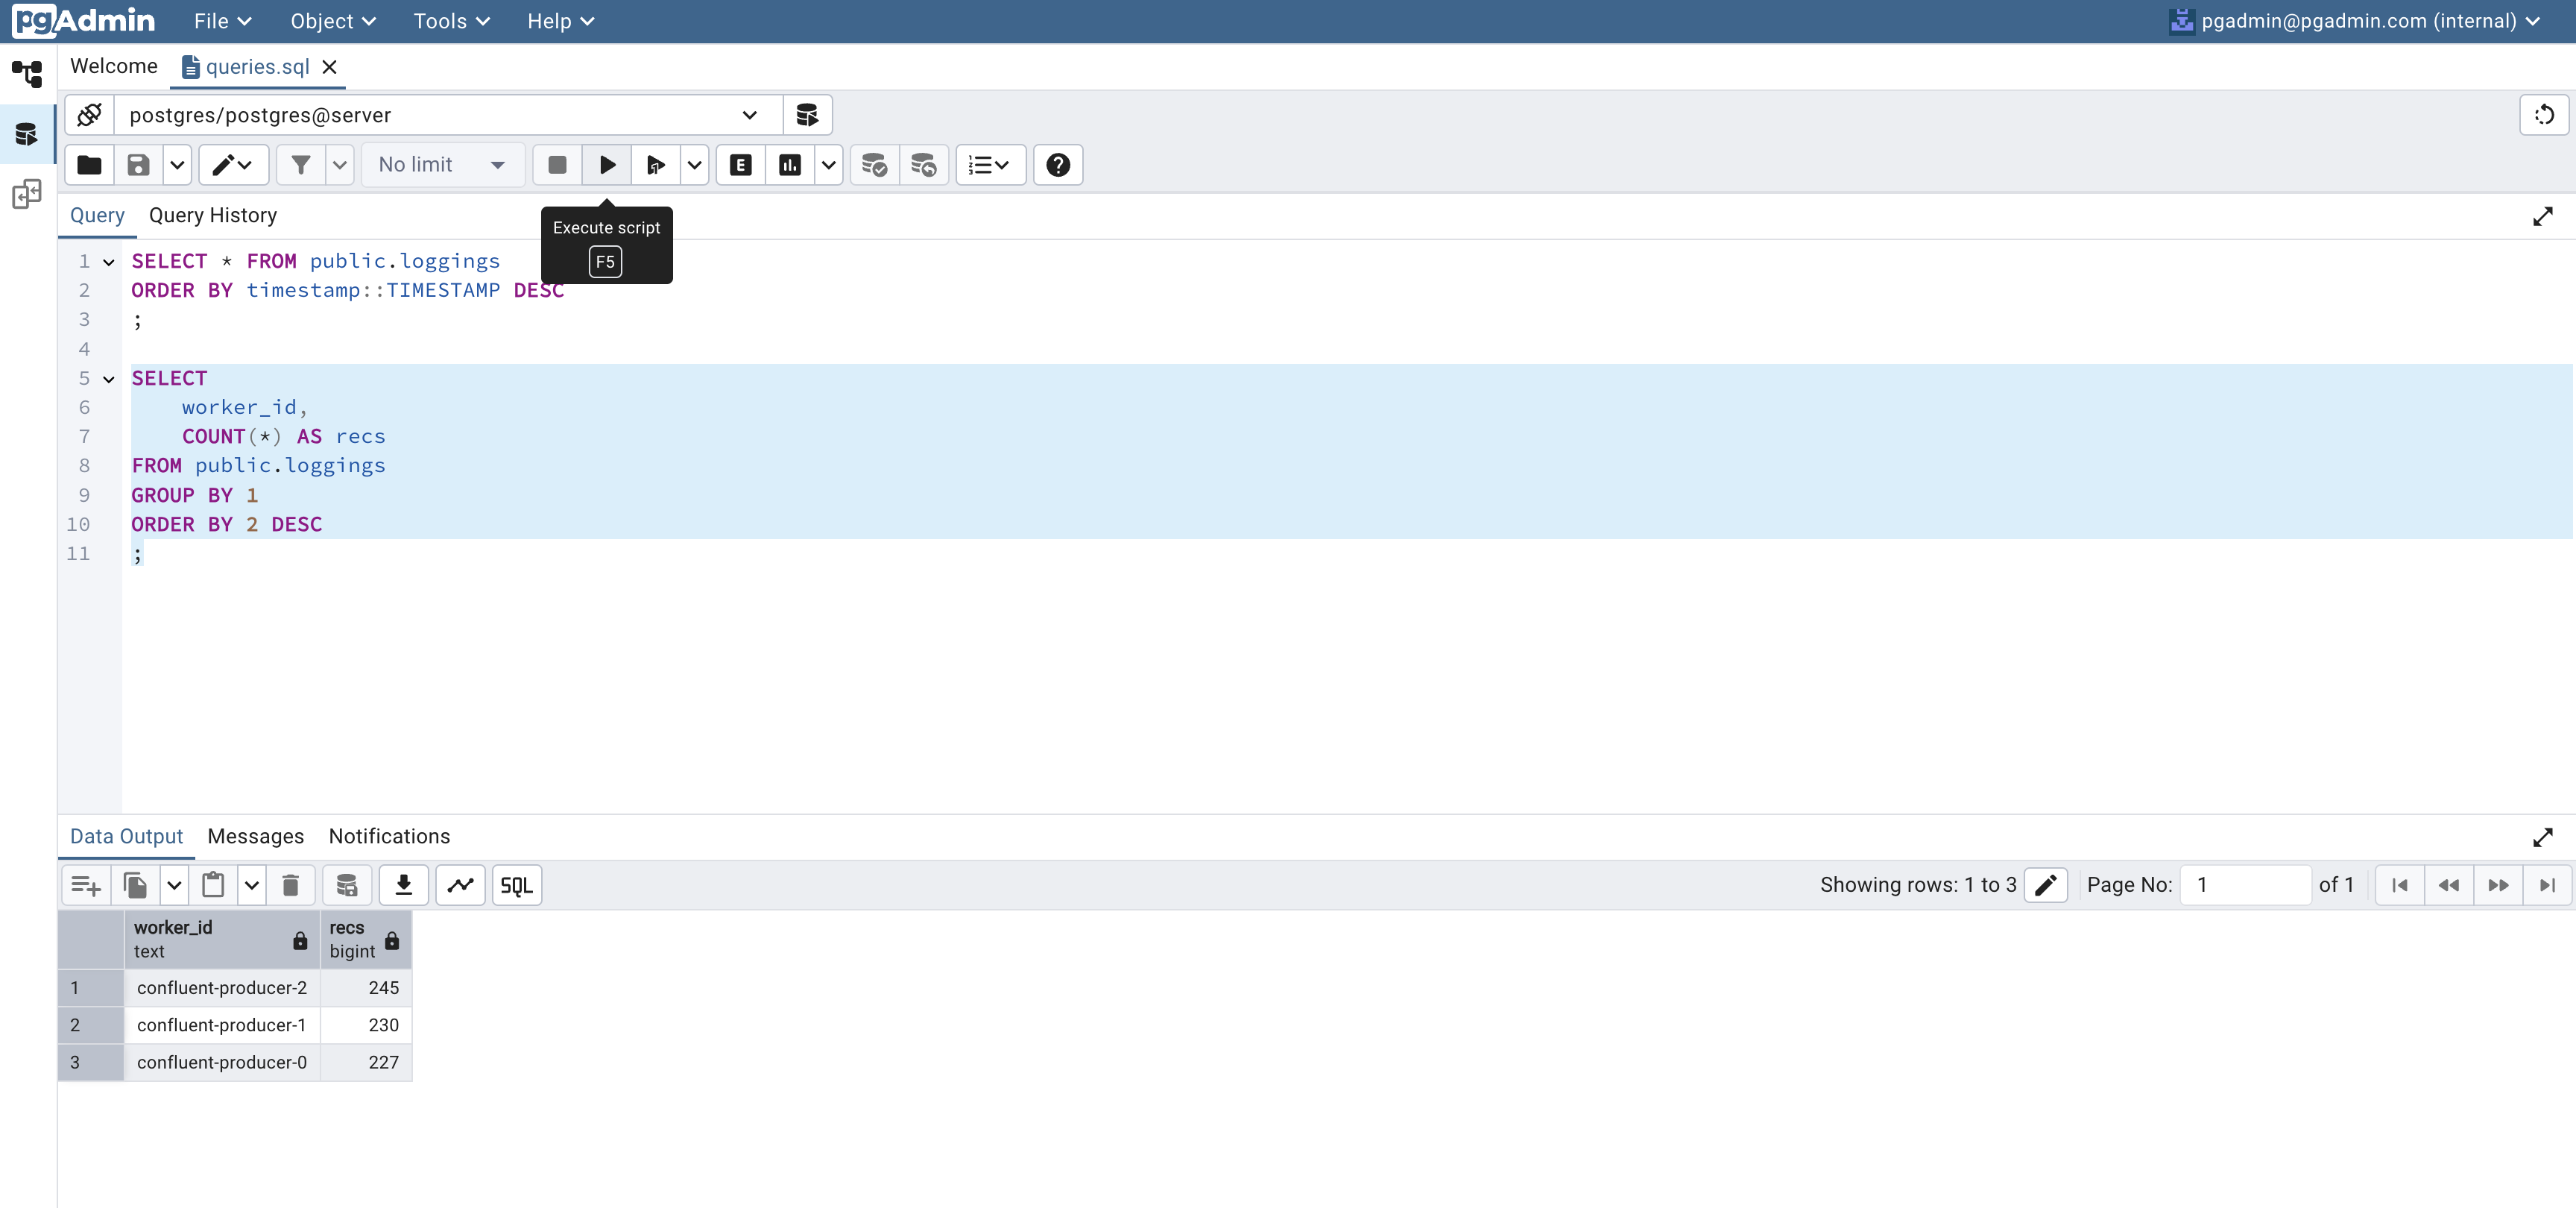 pgAdmin File Object Tools Help pgadmin@pgadmin.com (internal)
Welcome queries.sql
postgres/postgres@server
No limit E
Query Query History
Execute script
F5
1 SELECT * FROM public.loggings
2 ORDER BY timestamp::TIMESTAMP DESC
3 ;
4
5 SELECT
6 worker_id,
7 COUNT(*) AS recs
8 FROM public.loggings
9 GROUP BY 1
10 ORDER BY 2 DESC
11 ;
Data Output Messages Notifications
SQL Showing rows: 1 to 3 Page No: 1 of 1
worker_id recs
text bigint
1 confluent-producer-2 245
2 confluent-producer-1 230
3 confluent-producer-0 227